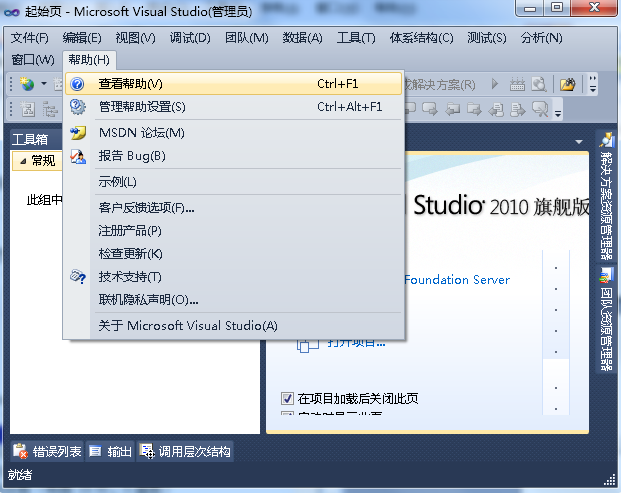 起始页 - Microsoft Visual Studio(管理员)
文件(F) 编辑(E) 视图(V) 调试(D) 团队(M) 数据(A) 工具(T) 体系结构(C) 测试(S) 分析(N)
窗口(W) 帮助(H)
查看帮助(V) Ctrl+F1
解决方案(R)
管理帮助设置(S) Ctrl+Alt+F1
工具箱
MSDN 论坛(M)
常规
报告 Bug(B)
示例(L)
此组中
客户反馈选项(F)...
Studio 2010 旗舰版
注册产品(P)
检查更新(K)
技术支持(T)
Foundation Server
联机隐私声明(O)...
关于 Microsoft Visual Studio(A)
打开项目...
在项目加载后关闭此页
启动时显示此页
解决方案资源管理器
团队资源管理器
错误列表 输出 调用层次结构
就绪